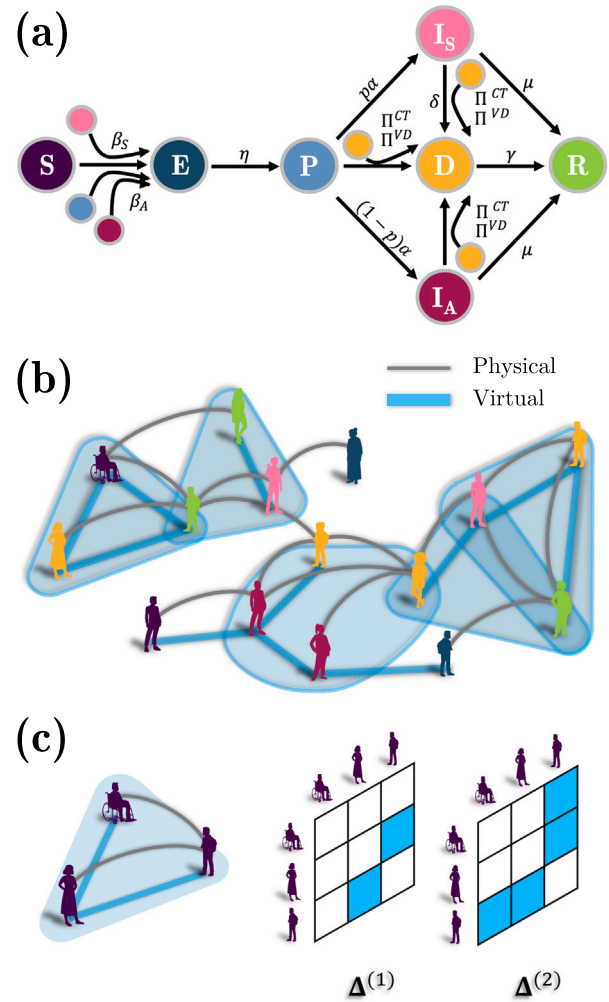 (a)
I_S
pα
δ
μ
Π^CT
Π^VD
Π^CT
Π^VD
β_S
S
E
η
P
D
γ
R
β_A
(1-p)α
Π^CT
Π^VD
μ
I_A
(b)
Physical
Virtual
(c)
Δ^(1)
Δ^(2)